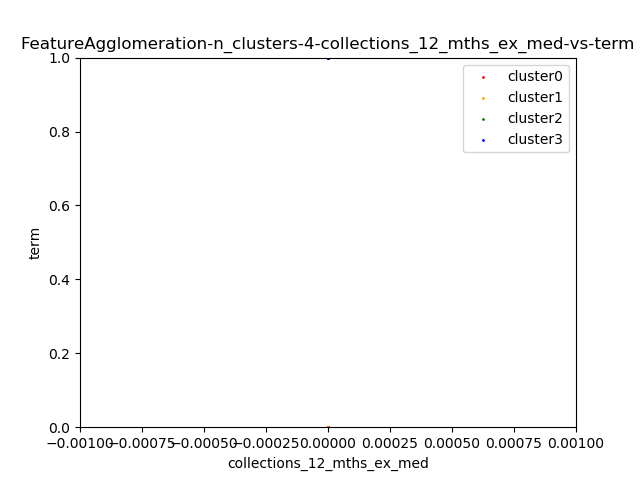 FeatureAgglomeration-n_clusters-4-collections_12_mths_ex_med-vs-term
1.0
cluster0
cluster1
cluster2
cluster3
0.8
0.6
term
0.4
0.2
0.0
−0.00100 −0.00075 −0.00050 −0.00025 0.00000 0.00025 0.00050 0.00075 0.00100
collections_12_mths_ex_med